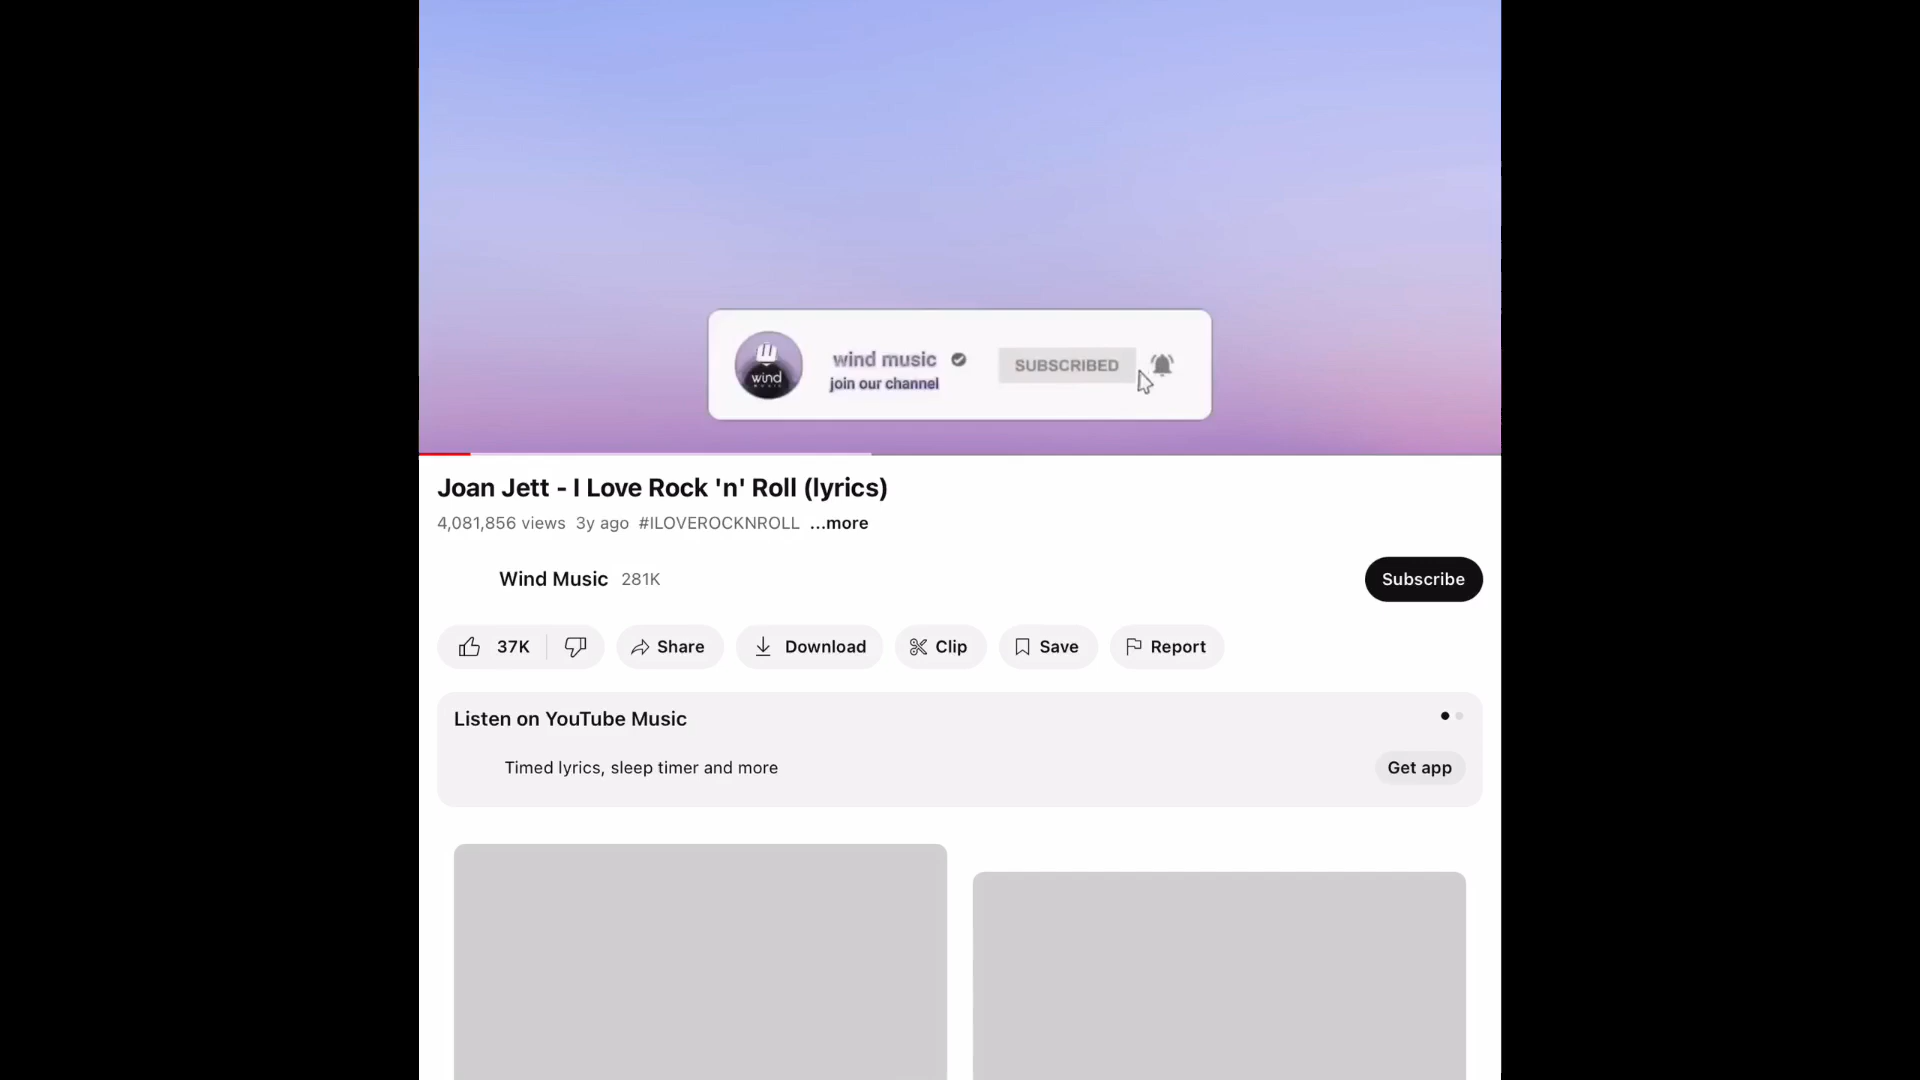 wind
wind music
join our channel
SUBSCRIBED
Joan Jett - I Love Rock 'n' Roll (lyrics)
4,081,856 views 3y ago #ILOVEROCKNROLL ...more
Wind Music 281K
Subscribe
37K
Share
Download
Clip
Save
Report
Listen on YouTube Music
Timed lyrics, sleep timer and more
Get app